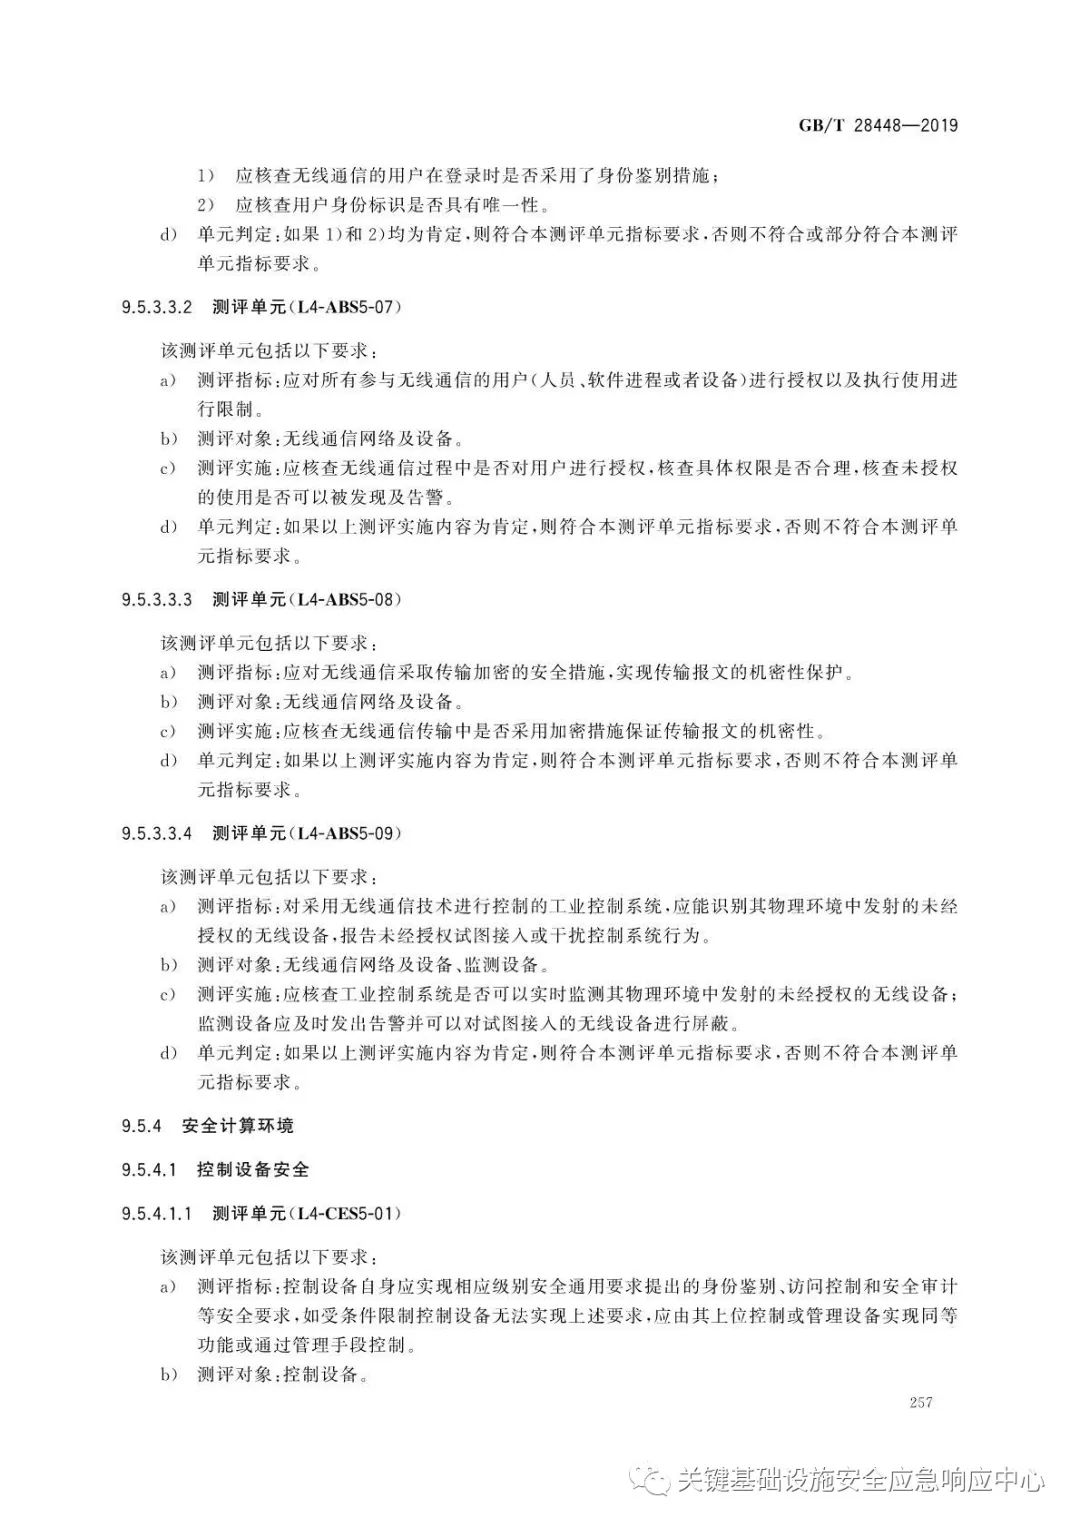 GB/T 28448—2019
1) 应核查无线通信的用户在登录时是否采用了身份鉴别措施;
2) 应核查用户身份标识是否具有唯一性。
d) 单元判定:如果 1)和 2)均为肯定,则符合本测评单元指标要求,否则不符合或部分符合本测评
单元指标要求。
9.5.3.3.2 测评单元(L4-ABS5-07)
该测评单元包括以下要求:
a) 测评指标:应对所有参与无线通信的用户(人员、软件进程或者设备)进行授权以及执行使用进
行限制。
b) 测评对象:无线通信网络及设备。
c) 测评实施:应核查无线通信过程中是否对用户进行授权,核查具体权限是否合理,核查未授权
的使用是否可以被发现及告警。
d) 单元判定:如果以上测评实施内容为肯定,则符合本测评单元指标要求,否则不符合本测评单
元指标要求。
9.5.3.3.3 测评单元(L4-ABS5-08)
该测评单元包括以下要求:
a) 测评指标:应对无线通信采取传输加密的安全措施,实现传输报文的机密性保护。
b) 测评对象:无线通信网络及设备。
c) 测评实施:应核查无线通信传输中是否采用加密措施保证传输报文的机密性。
d) 单元判定:如果以上测评实施内容为肯定,则符合本测评单元指标要求,否则不符合本测评单
元指标要求。
9.5.3.3.4 测评单元(L4-ABS5-09)
该测评单元包括以下要求:
a) 测评指标:对采用无线通信技术进行控制的工业控制系统,应能识别其物理环境中发射的未经
授权的无线设备,报告未经授权试图接入或干扰控制系统行为。
b) 测评对象:无线通信网络及设备、监测设备。
c) 测评实施:应核查工业控制系统是否可以实时监测其物理环境中发射的未经授权的无线设备;
监测设备应及时发出告警并可以对试图接入的无线设备进行屏蔽。
d) 单元判定:如果以上测评实施内容为肯定,则符合本测评单元指标要求,否则不符合本测评单
元指标要求。
9.5.4 安全计算环境
9.5.4.1 控制设备安全
9.5.4.1.1 测评单元(L4-CES5-01)
该测评单元包括以下要求:
a) 测评指标:控制设备自身应实现相应级别安全通用要求提出的身份鉴别、访问控制和安全审计
等安全要求,如受条件限制控制设备无法实现上述要求,应由其上位控制或管理设备实现同等
功能或通过管理手段控制。
b) 测评对象:控制设备。
257
关键基础设施安全应急响应中心